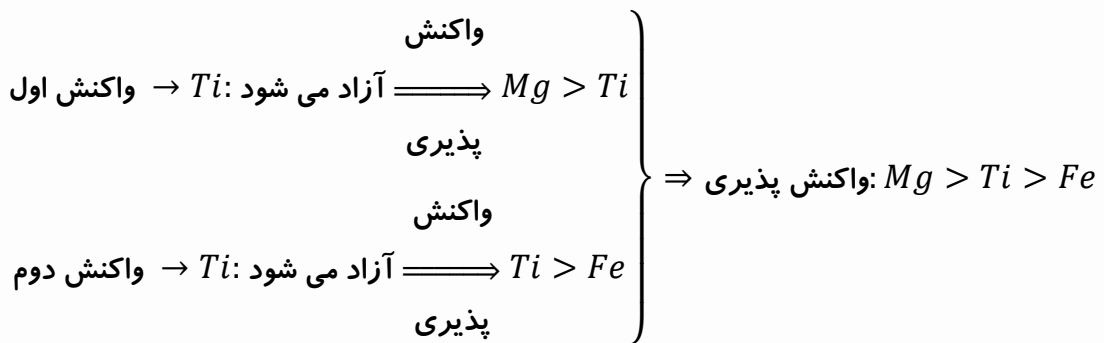 واکنش
واکنش اول → Ti: آزاد می شود ⟹ Mg > Ti
پذیری
⇒ واکنش پذیری: Mg > Ti > Fe
واکنش
واکنش دوم → Ti: آزاد می شود ⟹ Ti > Fe
پذیری